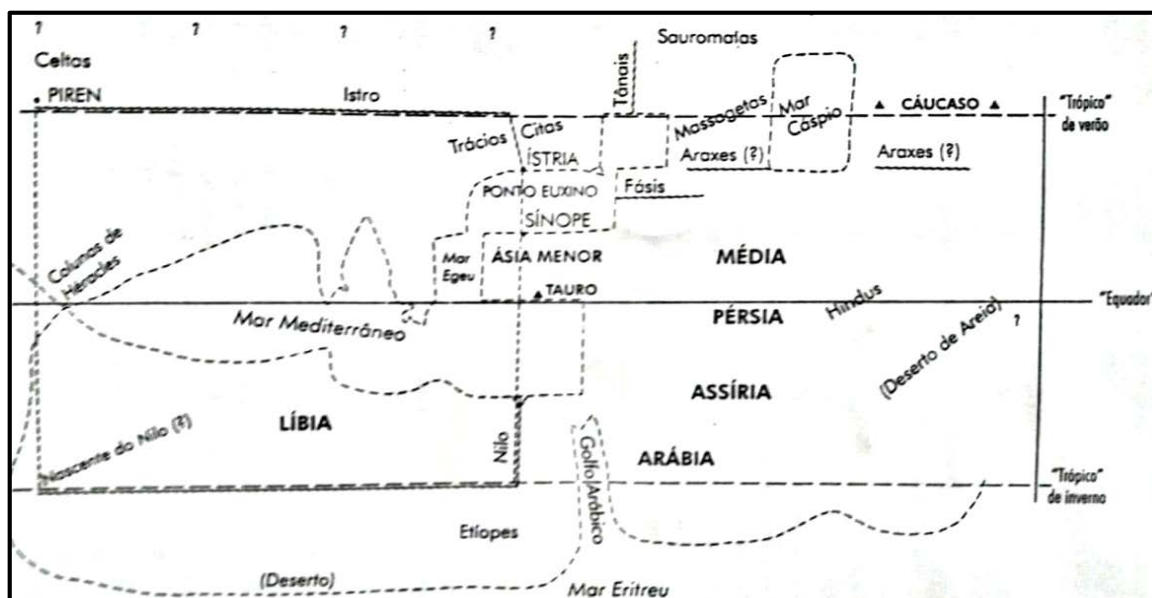 ? ? ? ?
Sauromatas
Celtas
Tânais
PIREN
Istro
Massagetas
Mar
Cáspio
CÁUCASO
"Trópico"
de verão
Trácios
Citas
ÍSTRIA
Araxes (?)
Araxes (?)
PONTO EUXINO
Fásis
SÍNOPE
Colunas de
Héracles
Mar
Egeu
ÁSIA MENOR
MÉDIA
TAURO
"Equador"
Mar Mediterrâneo
PÉRSIA
Hindus
?
(Deserto de Areia)
ASSÍRIA
LÍBIA
Nascente do Nilo (?)
Nilo
Golfo Arábico
ARÁBIA
"Trópico"
de inverno
Etíopes
(Deserto)
Mar Eritreu